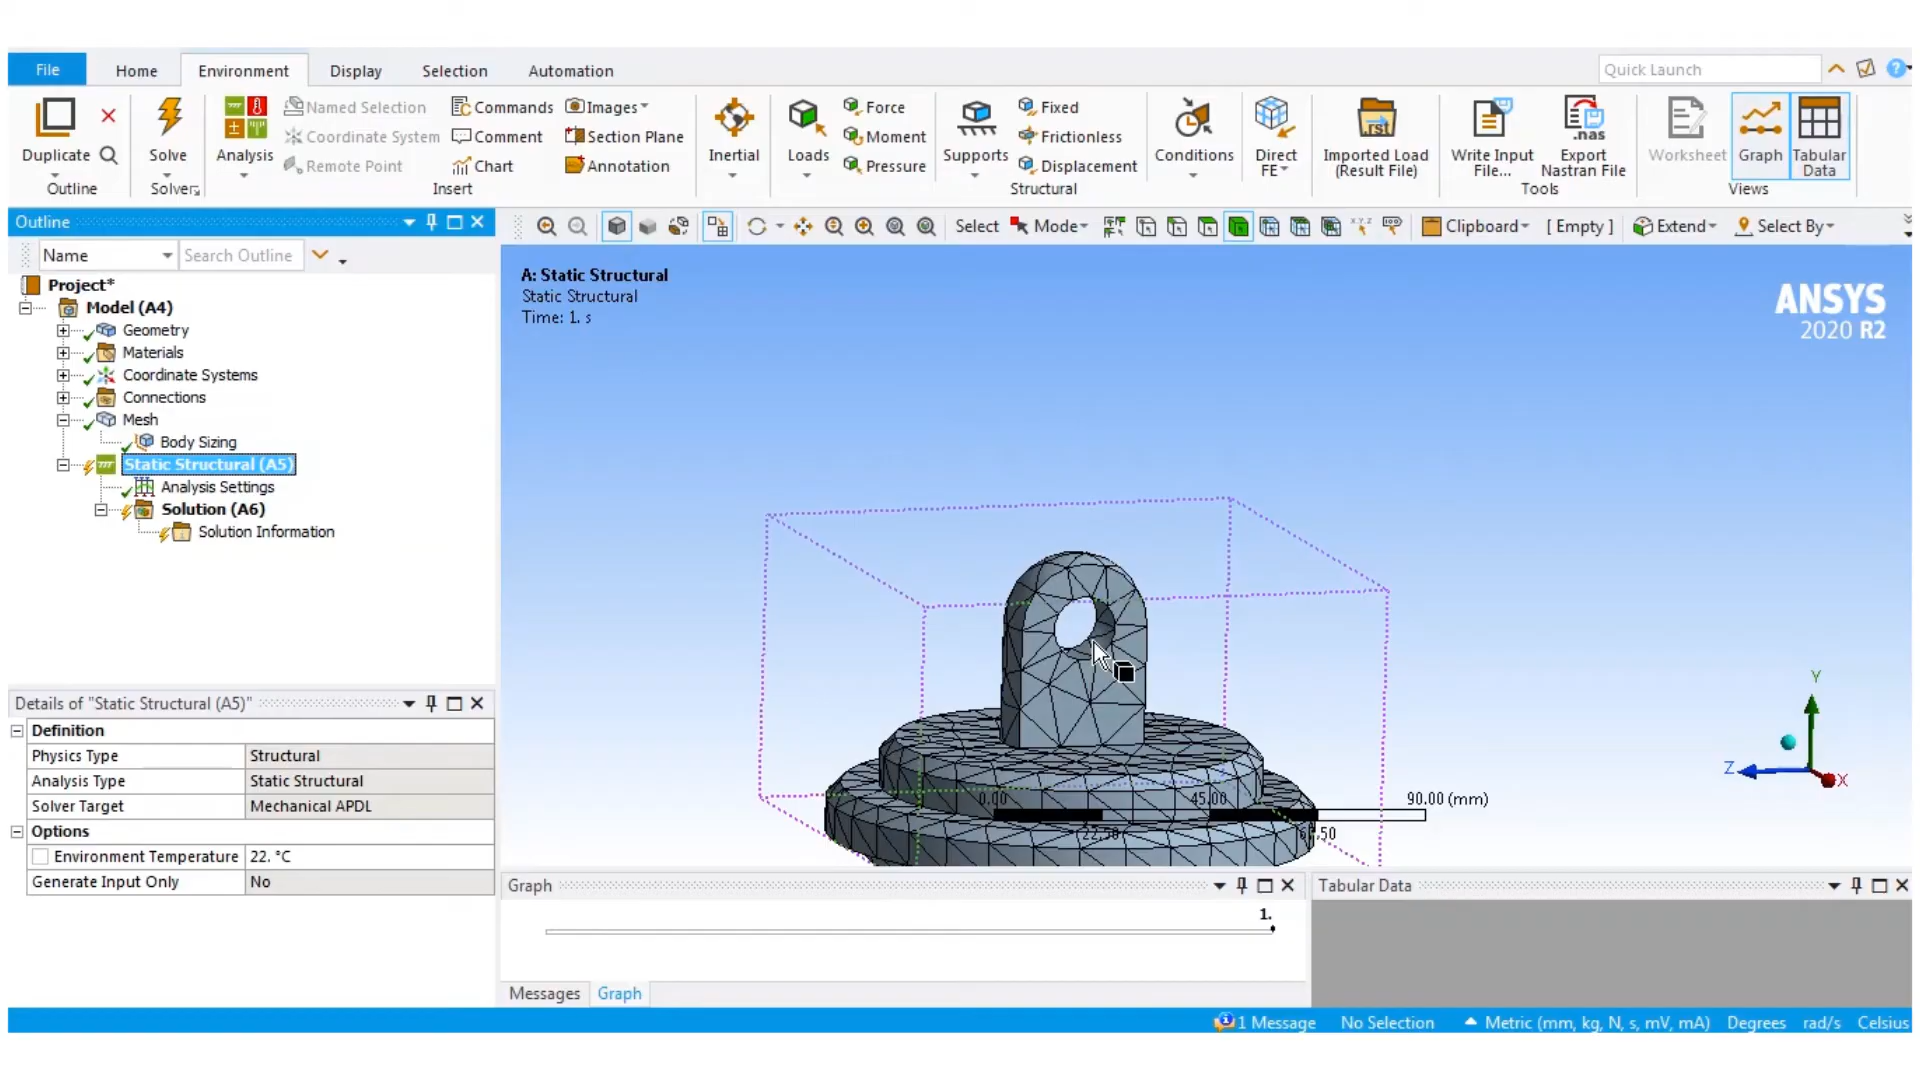 File Home Environment Display Selection Automation Quick Launch
Duplicate
Outline
Solve
Solver
Analysis
Named Selection
Coordinate System
Remote Point
Commands
Comment
Chart
Images
Section Plane
Annotation
Insert
Inertial
Loads
Force
Moment
Pressure
Supports
Fixed
Frictionless
Displacement
Structural
Conditions
Direct
FE
.rst
Imported Load
(Result File)
Write Input
File...
.nas
Export
Nastran File
Tools
Worksheet
Graph
Tabular
Data
Views
Outline
Name Search Outline
Select Mode Clipboard [ Empty ] Extend Select By
Project*
Model (A4)
Geometry
Materials
Coordinate Systems
Connections
Mesh
Body Sizing
Static Structural (A5)
Analysis Settings
Solution (A6)
Solution Information
A: Static Structural
Static Structural
Time: 1. s
ANSYS
2020 R2
Y
Z
X
0.00 45.00 90.00 (mm)
22.50
Details of "Static Structural (A5)"
Definition
Physics Type Structural
Analysis Type Static Structural
Solver Target Mechanical APDL
Options
Environment Temperature 22. °C
Generate Input Only No
Graph
1.
Messages Graph
Tabular Data
1 Message No Selection Metric (mm, kg, N, s, mV, mA) Degrees rad/s Celsius